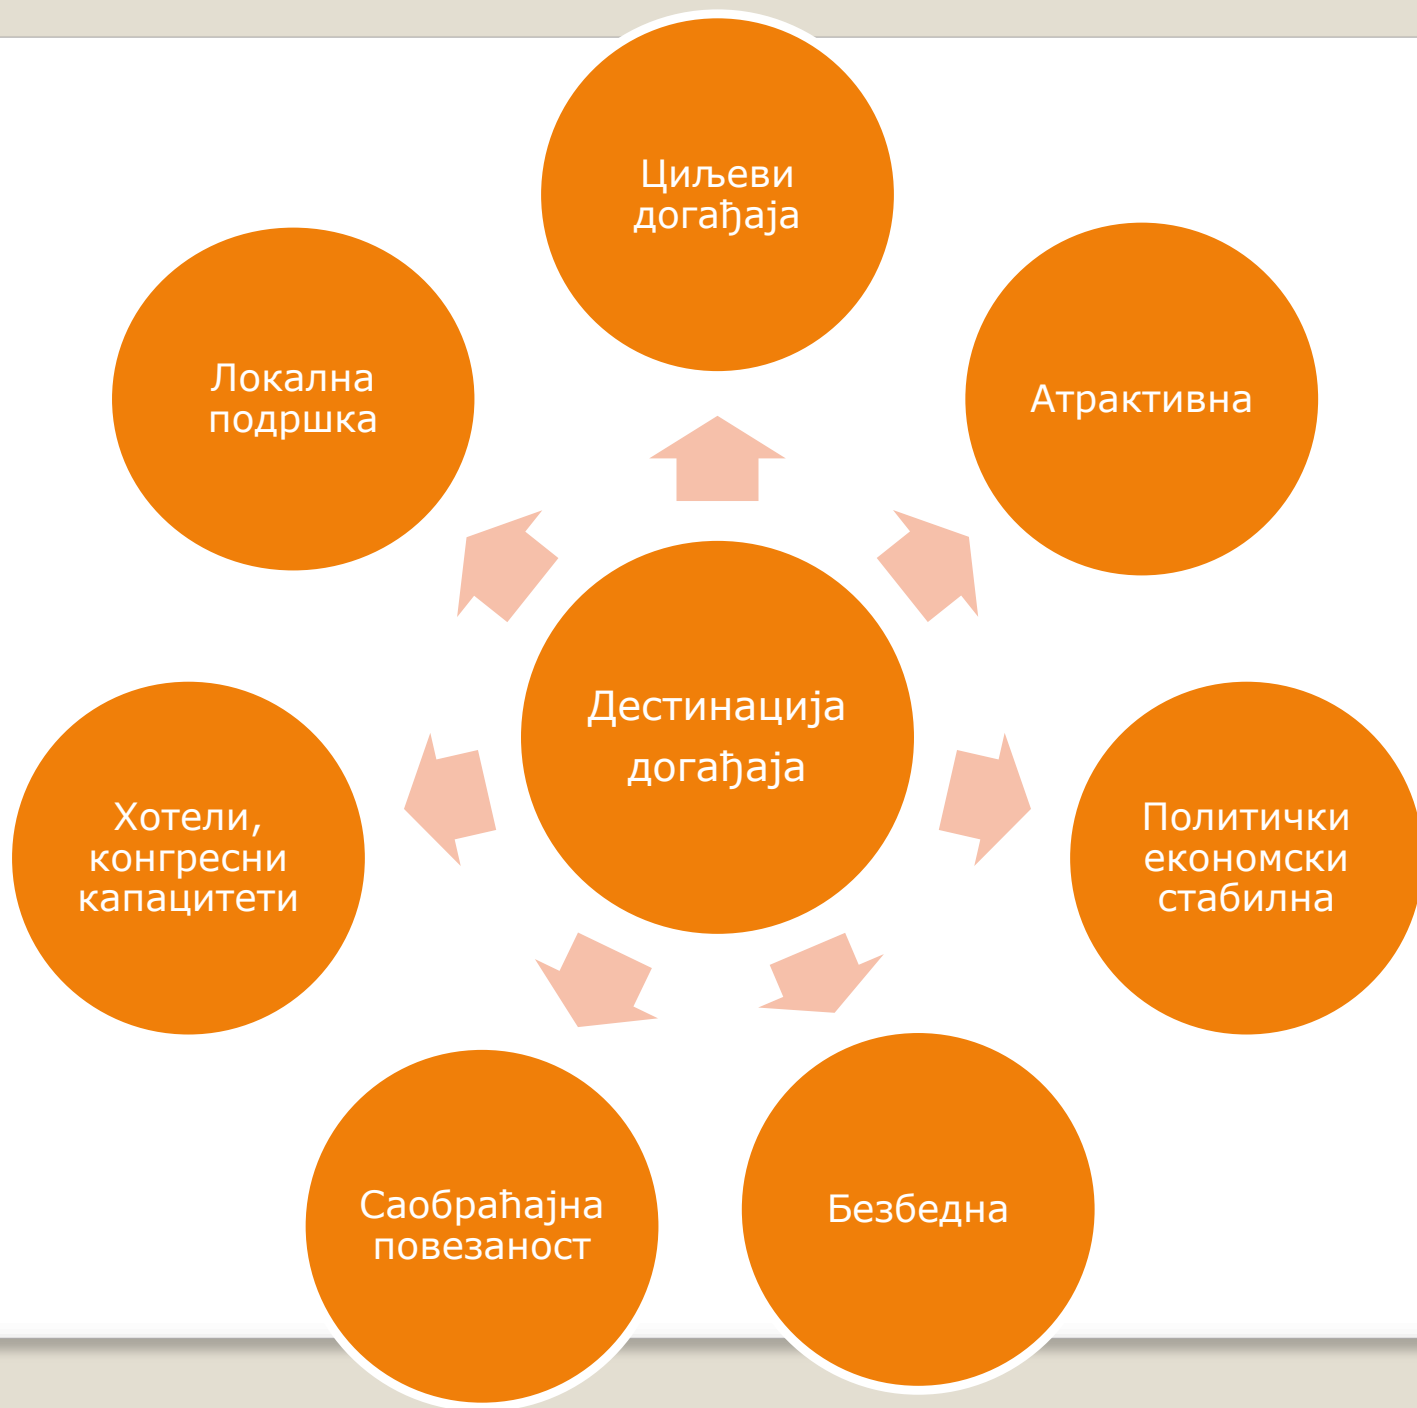 Циљеви
догађаја
Атрактивна
Политички
економски
стабилна
Безбедна
Саобраћајна
повезаност
Хотели,
конгресни
капацитети
Локална
подршка
Дестинација
догађаја